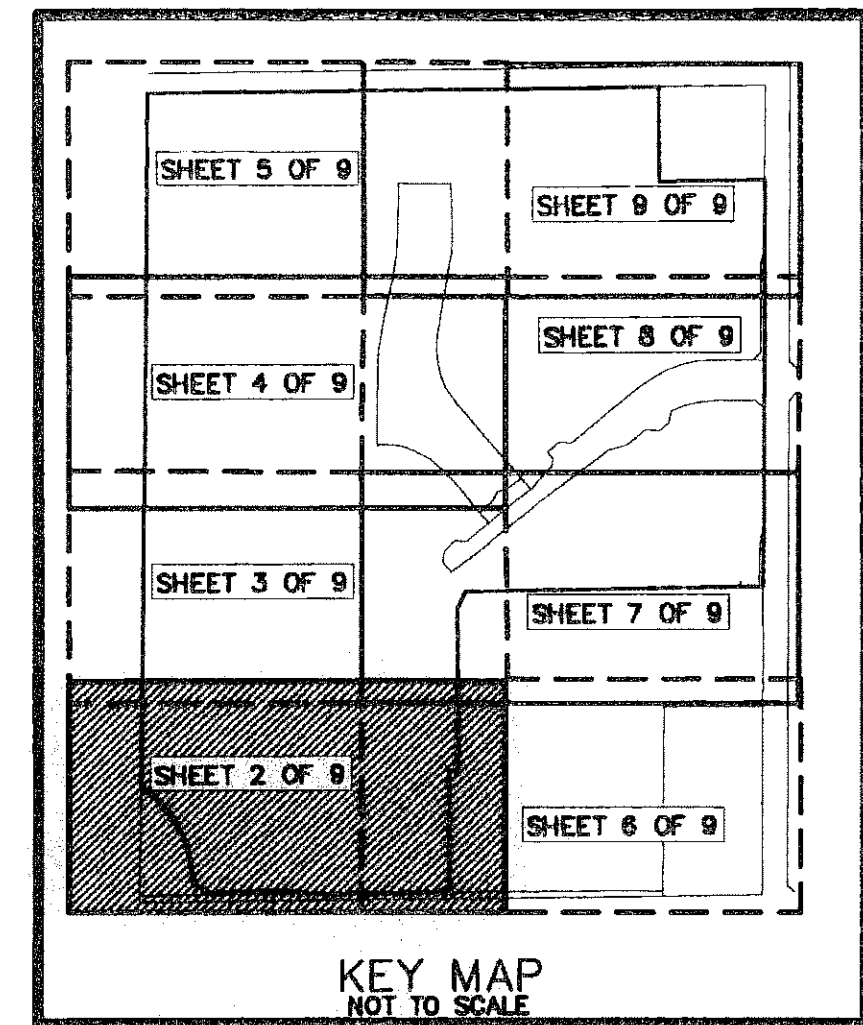 SHEET 5 OF 9
SHEET 9 OF 9
SHEET 8 OF 9
SHEET 4 OF 9
SHEET 3 OF 9
SHEET 7 OF 9
SHEET 2 OF 9
SHEET 6 OF 9
KEY MAP
NOT TO SCALE